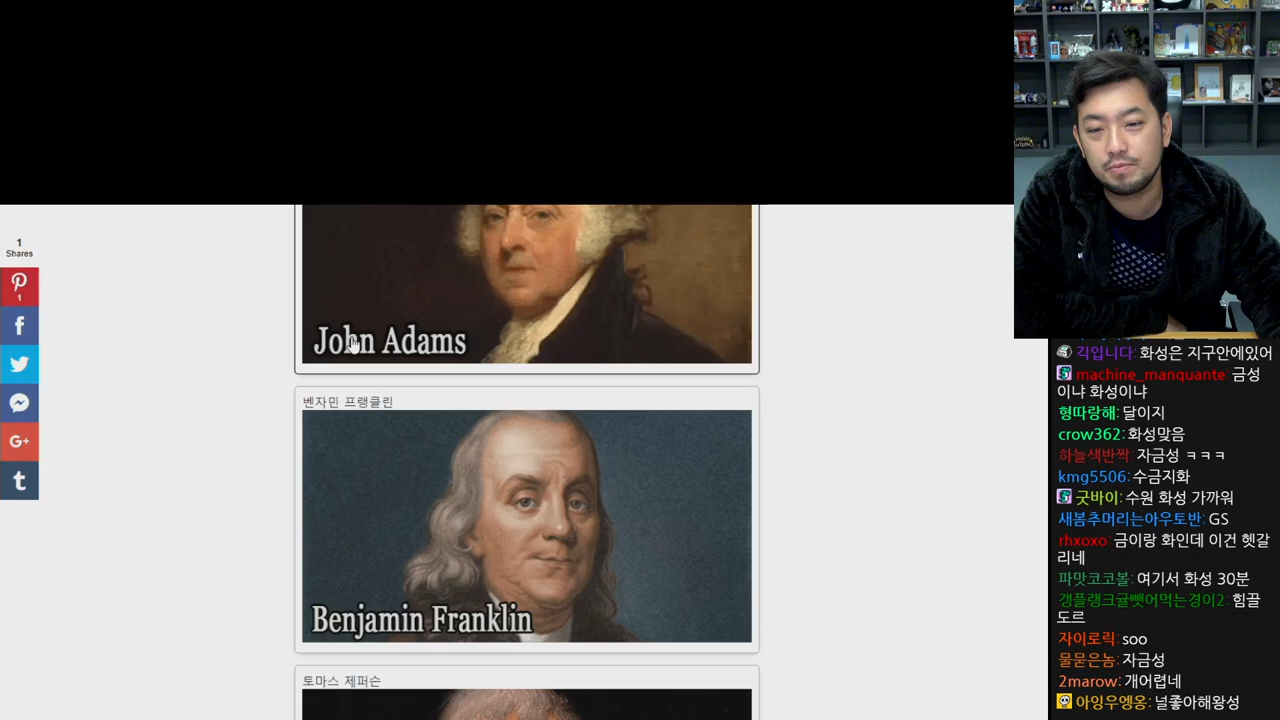 1
Shares
1
John Adams
벤자민 프랭클린
Benjamin Franklin
토마스 제퍼슨
긱입니다: 화성은 지구안에있어
machine_manquante: 금성
이냐 화성이냐
형따랑해: 달이지
crow362: 화성맞음
하늘색반짝: 자금성 ㅋㅋㅋ
kmg5506: 수금지화
굿바이: 수원 화성 가까워
새봄추머리는아우토반: GS
rhxoxo: 금이랑 화인데 이건 헷갈
리네
파맛코코볼: 여기서 화성 30분
갱플랭크귤뺏어먹는경이2: 힘끌
도르
자이로릭: soo
물묻은놈: 자금성
2marow: 개어렵네
아잉우엥옹: 널좋아해왕성